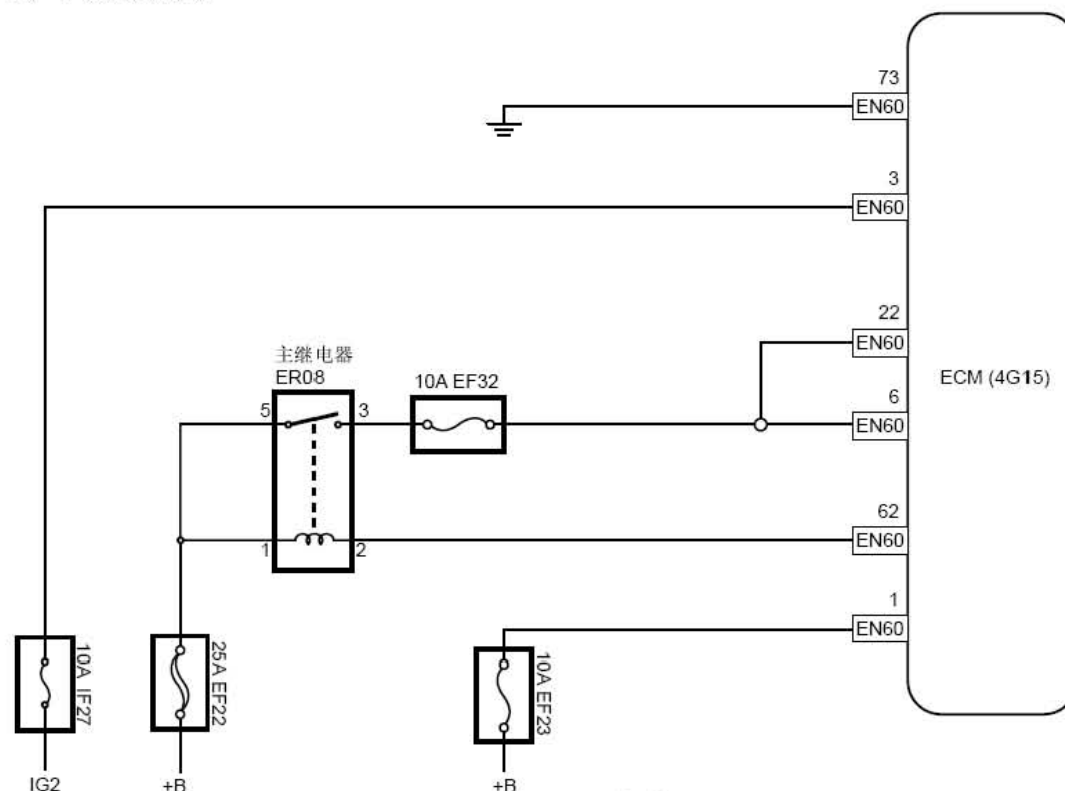 73
EN60
3
EN60
22
EN60
主继电器
ER08
10A EF32
ECM (4G15)
5
3
6
EN60
62
EN60
1
2
1
EN60
10A IF27
25A EF22
10A EF23
IG2
+B
+B